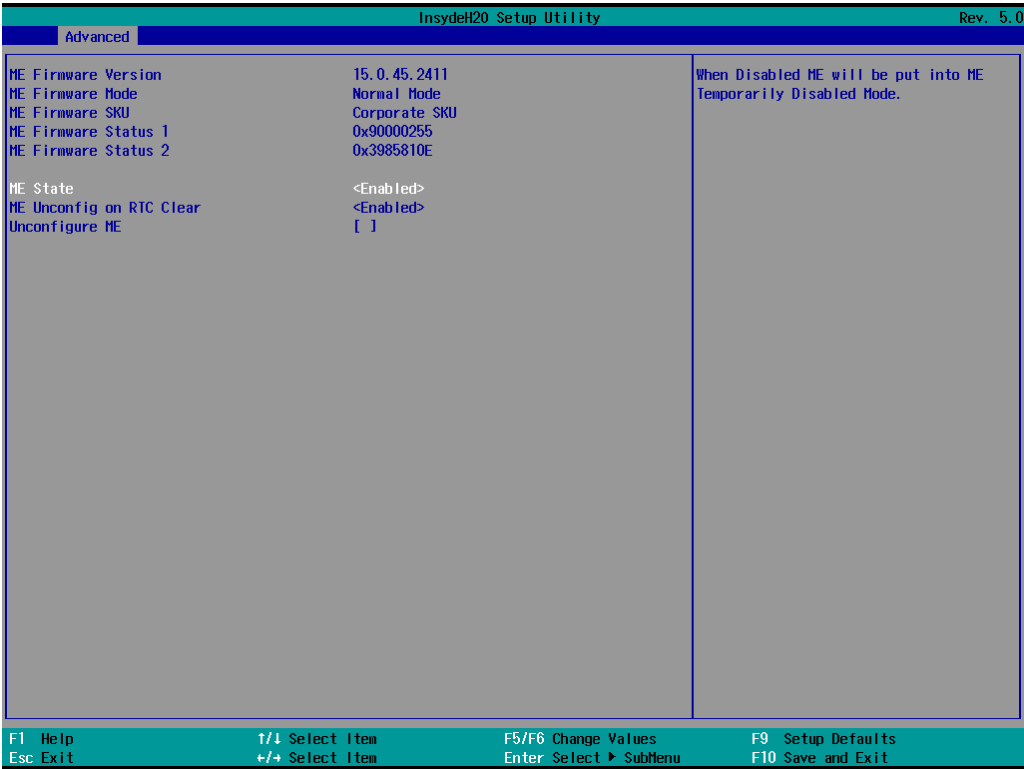 InsydeH20 Setup Utility Rev. 5.0
Advanced
ME Firmware Version 15.0.45.2411
ME Firmware Mode Normal Mode
ME Firmware SKU Corporate SKU
ME Firmware Status 1 0x90000255
ME Firmware Status 2 0x3985810E
ME State <Enabled>
ME Unconfig on RTC Clear <Enabled>
Unconfigure ME [ ]
When Disabled ME will be put into ME
Temporarily Disabled Mode.
F1 Help ↑/↓ Select Item F5/F6 Change Values F9 Setup Defaults
Esc Exit ←/→ Select Item Enter Select ▶ SubMenu F10 Save and Exit